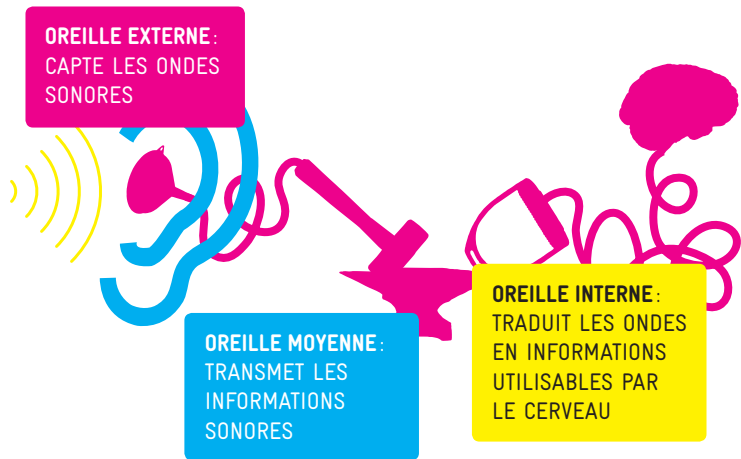 OREILLE EXTERNE :
CAPTE LES ONDES
SONORES
OREILLE MOYENNE :
TRANSMET LES
INFORMATIONS
SONORES
OREILLE INTERNE :
TRADUIT LES ONDES
EN INFORMATIONS
UTILISABLES PAR
LE CERVEAU